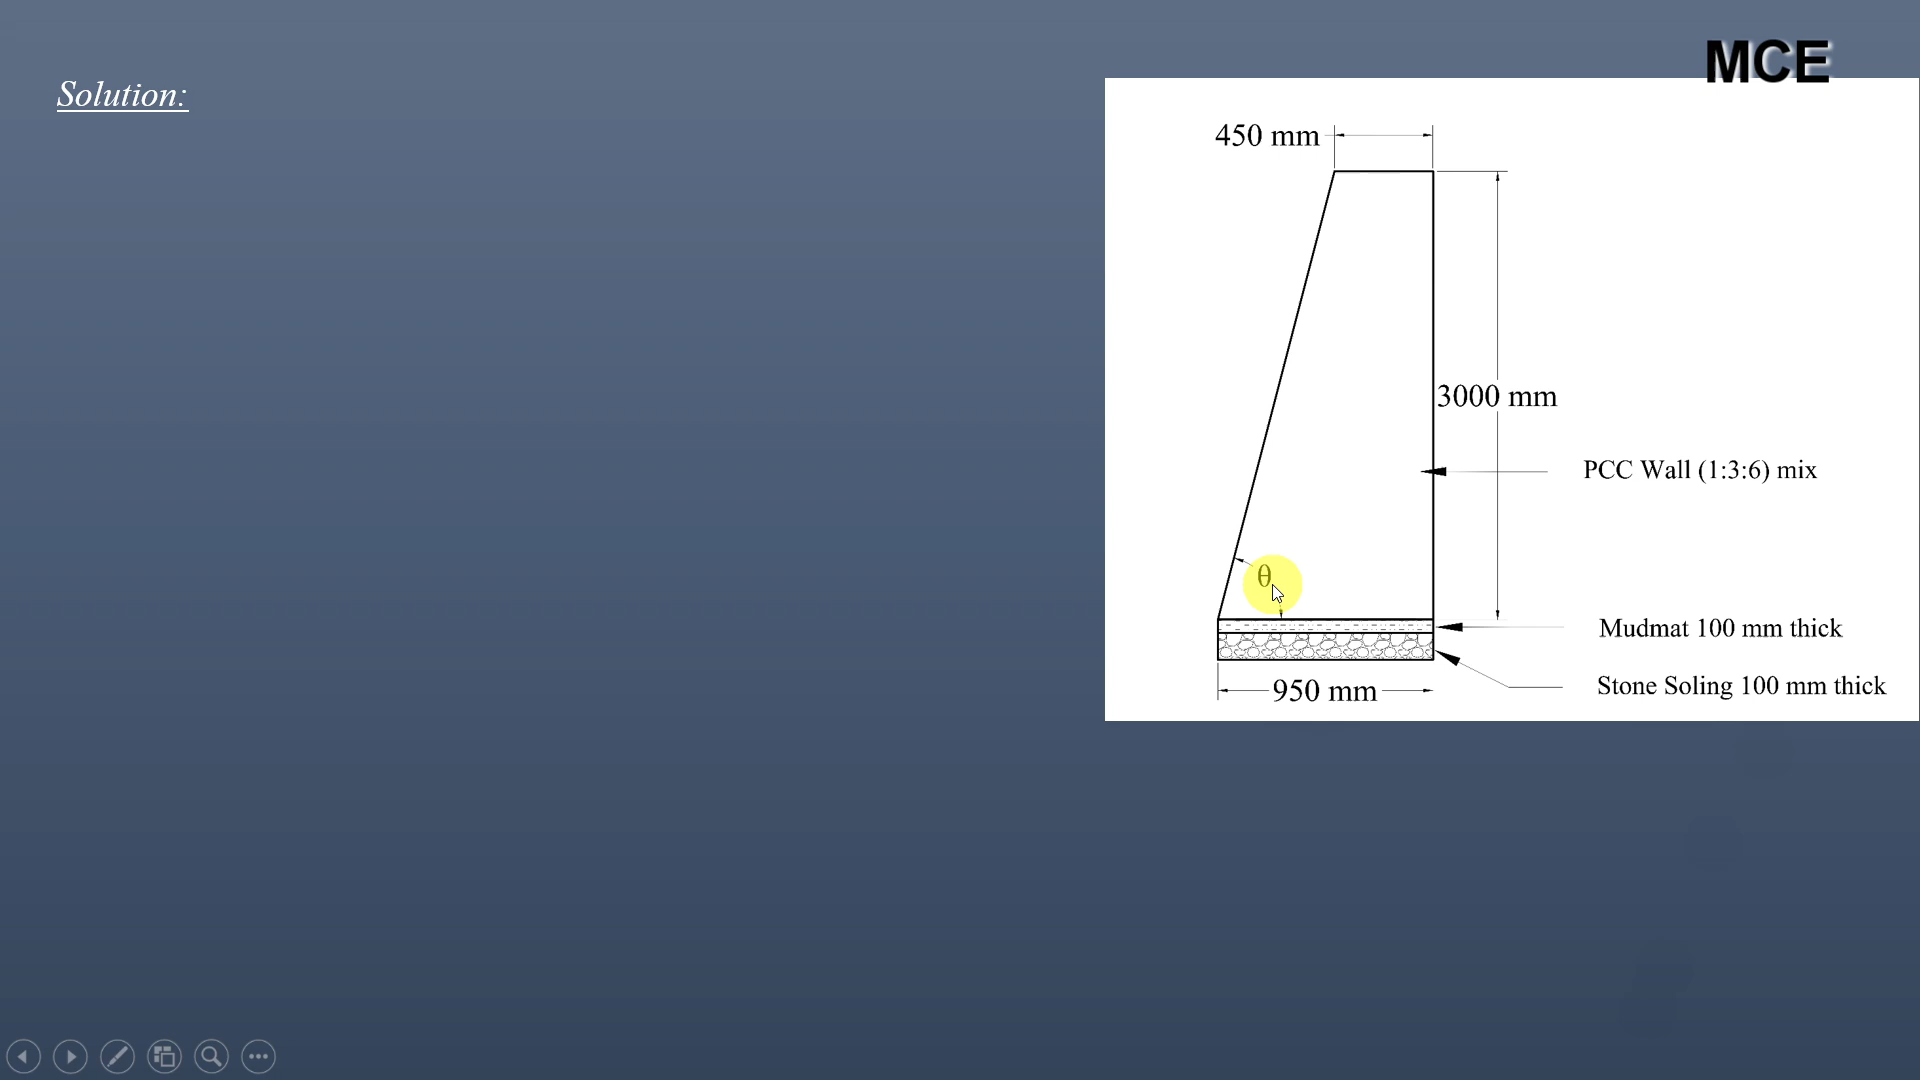 MCE
Solution:
450 mm
3000 mm
PCC Wall (1:3:6) mix
θ
Mudmat 100 mm thick
Stone Soling 100 mm thick
950 mm